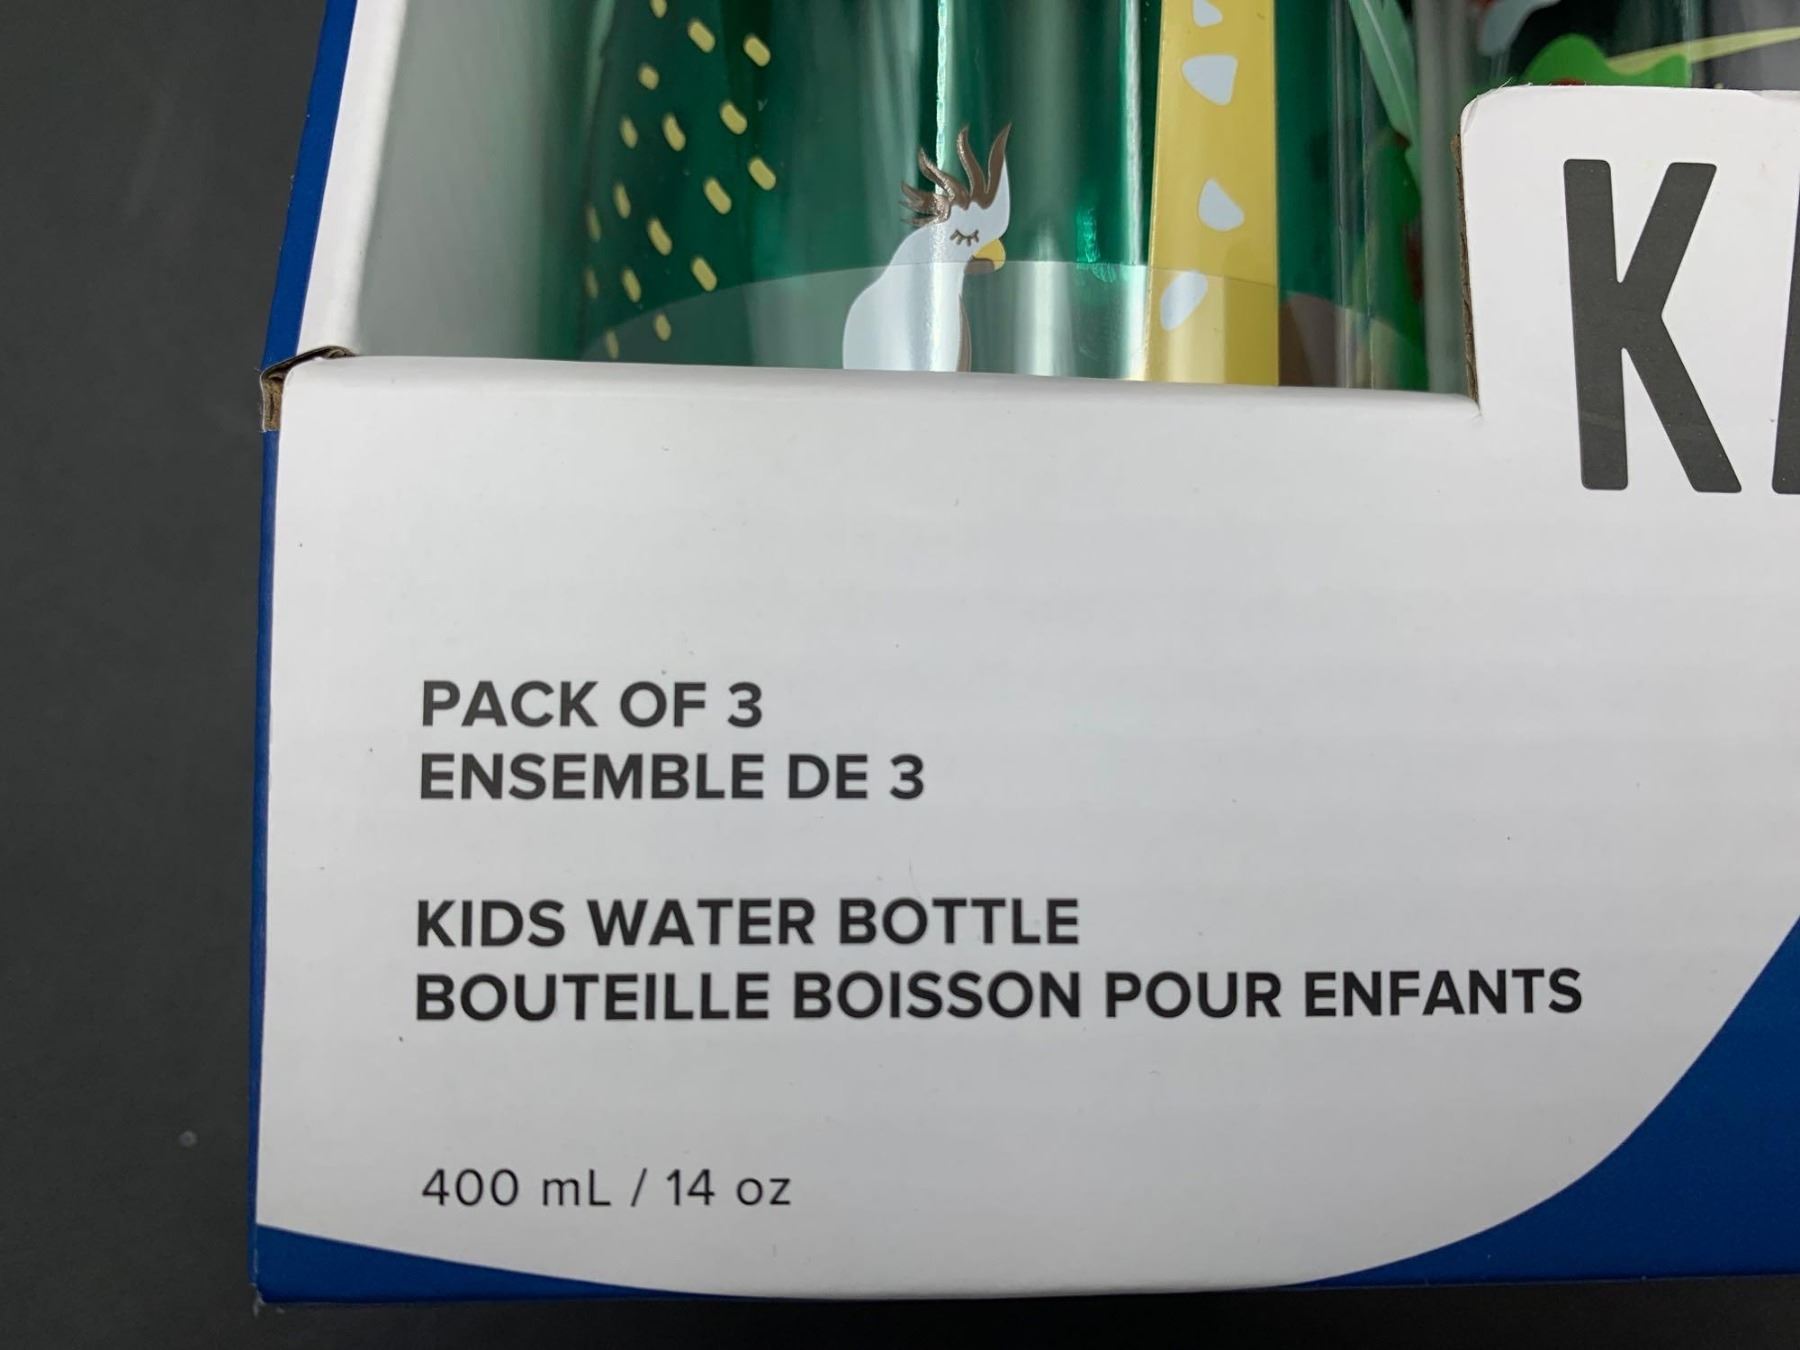 PACK OF 3
ENSEMBLE DE 3
KIDS WATER BOTTLE
BOUTEILLE BOISSON POUR ENFANTS
400 mL / 14 oz